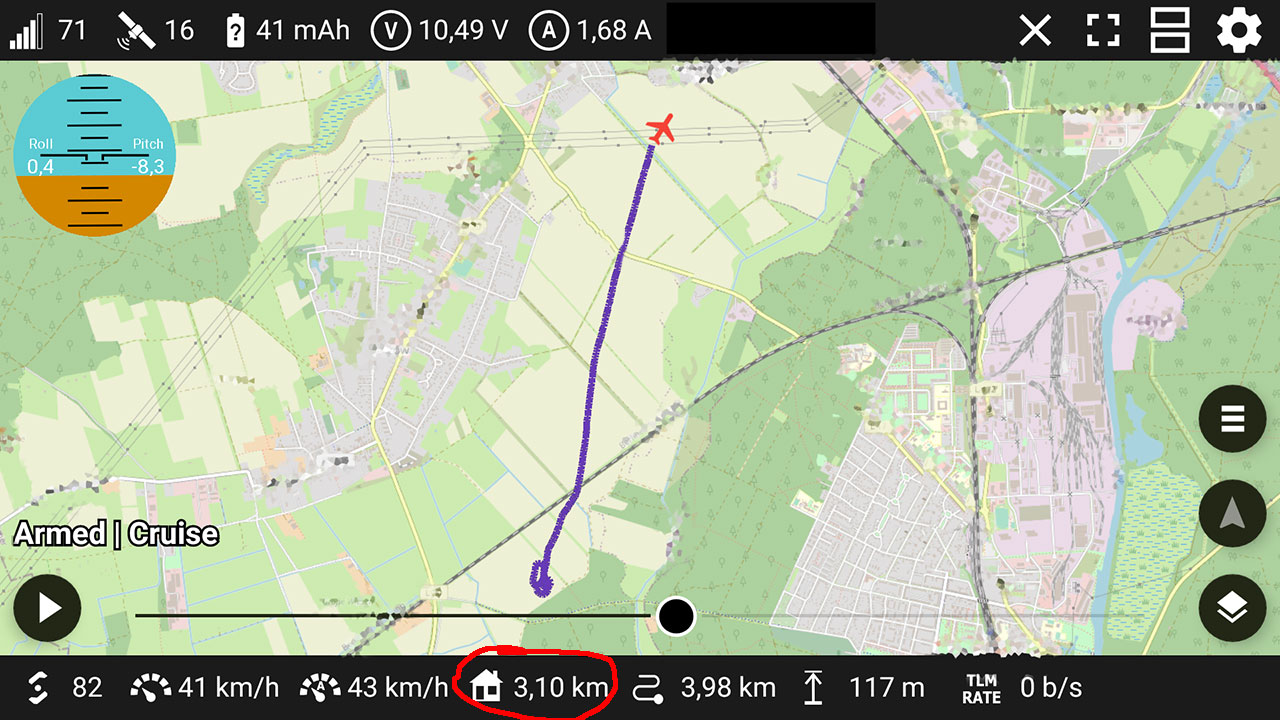 71 16 ? 41 mAh V 10,49 V A 1,68 A
Roll Pitch
0,4 -8,3
Armed | Cruise
82 41 km/h A 43 km/h 3,10 km 3,98 km 117 m TLM RATE 0 b/s